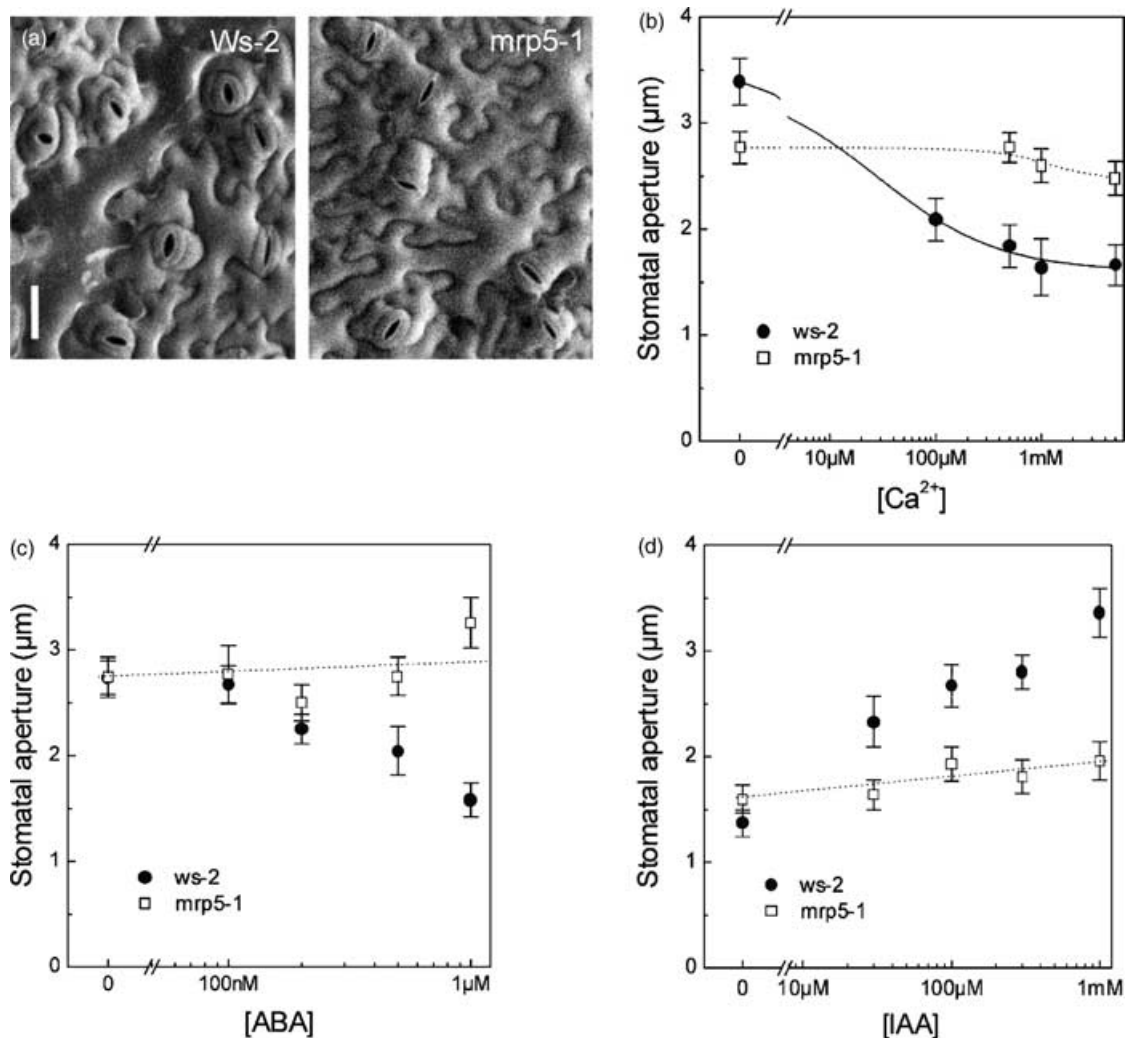 (a)
Ws-2
mrp5-1
(b)
4
3
2
1
0
Stomatal aperture (µm)
ws-2
mrp5-1
0
10µM
100µM
1mM
[Ca²⁺]
(c)
4
3
2
1
0
Stomatal aperture (µm)
ws-2
mrp5-1
0
100nM
1µM
[ABA]
(d)
4
3
2
1
0
Stomatal aperture (µm)
ws-2
mrp5-1
0
10µM
100µM
1mM
[IAA]